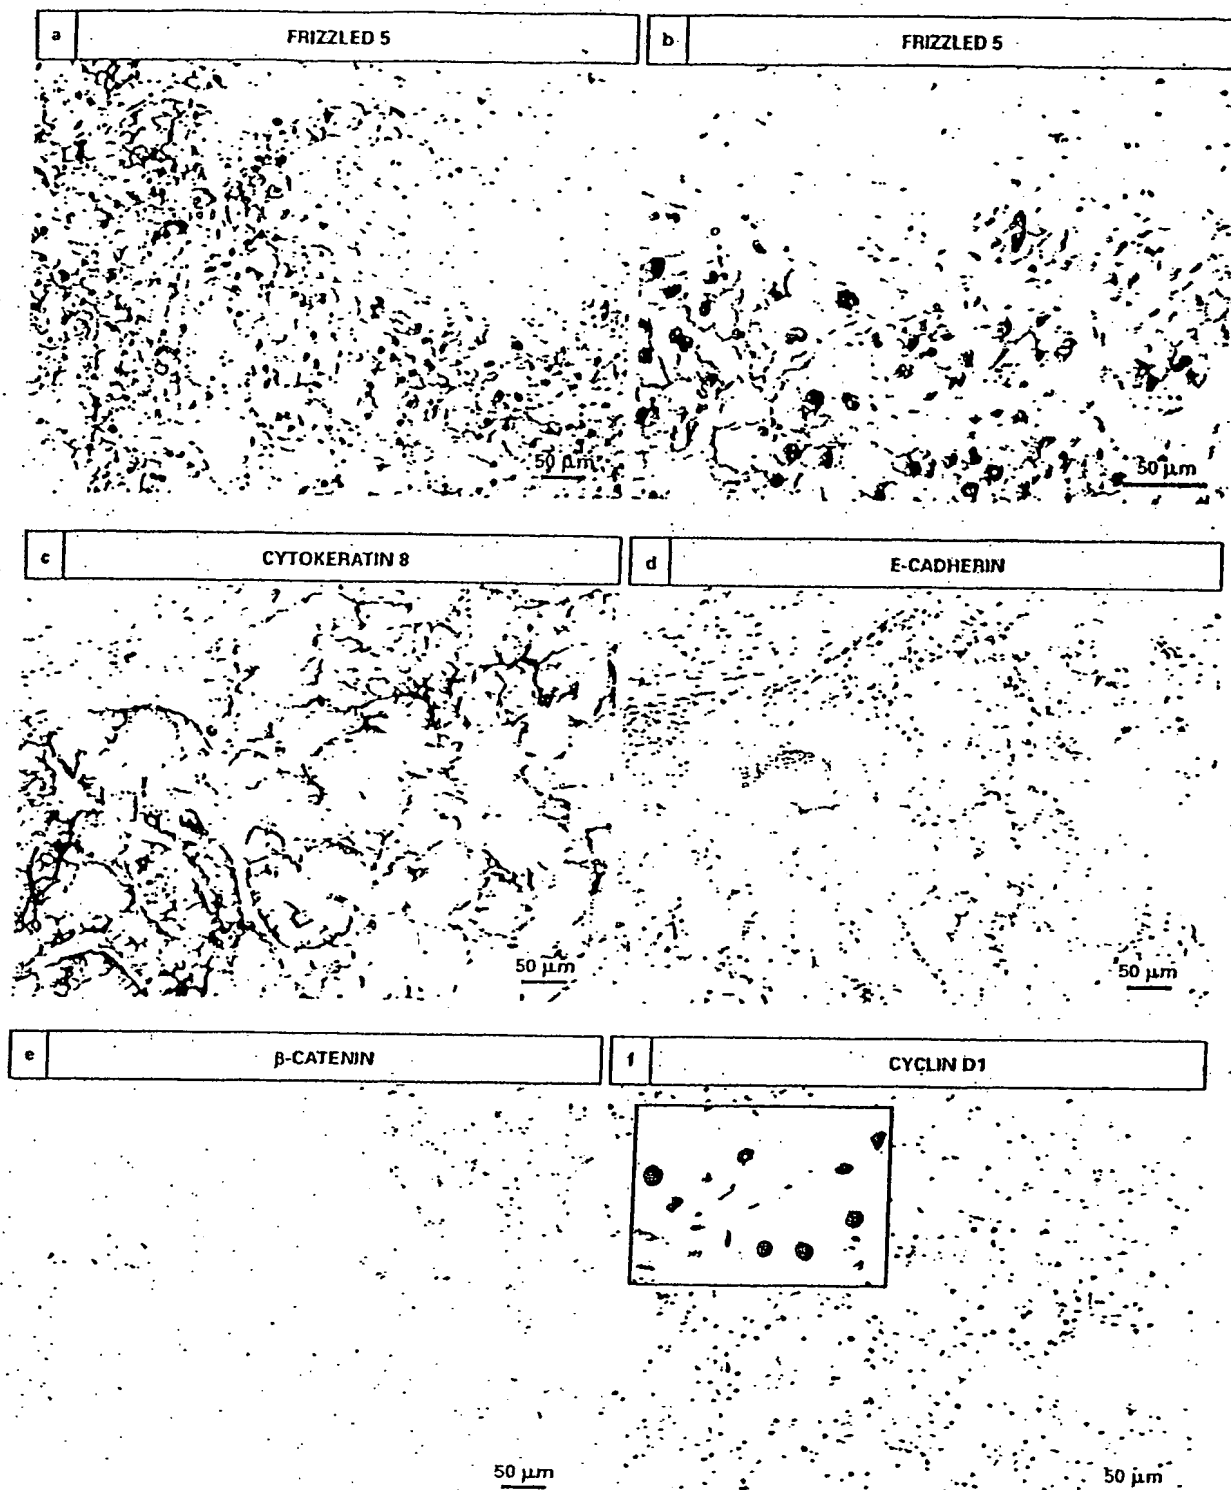 a FRIZZLED 5
b FRIZZLED 5
50 µm
50 µm
c CYTOKERATIN 8
d E-CADHERIN
50 µm
50 µm
e β-CATENIN
f CYCLIN D1
50 µm
50 µm